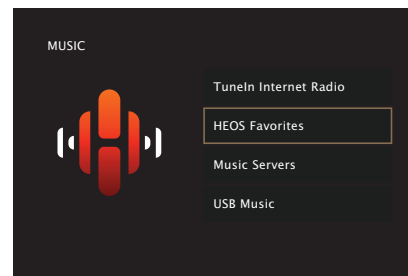 MUSIC
TuneIn Internet Radio
HEOS Favorites
Music Servers
USB Music